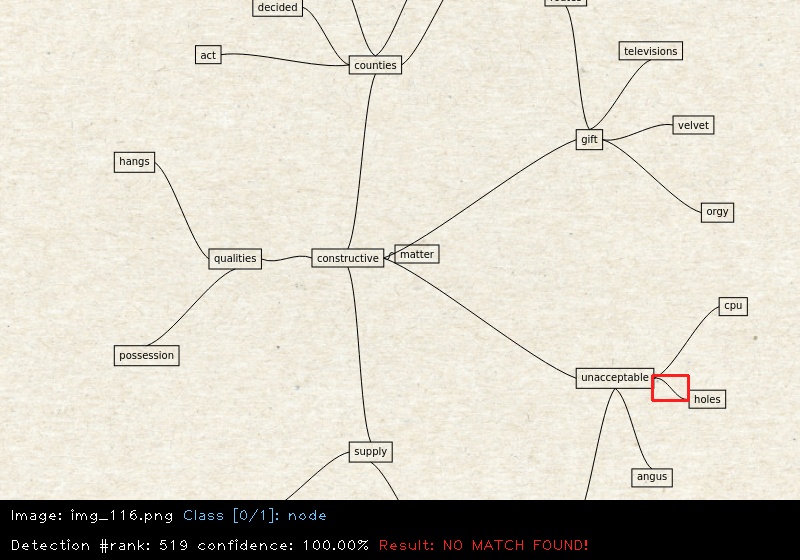 decided
act
counties
televisions
gift
velvet
hangs
orgy
qualities
constructive
matter
cpu
possession
unacceptable
holes
supply
angus
Image: img_116.png Class [0/1]: node
Detection #rank: 519 confidence: 100.00% Result: NO MATCH FOUND!